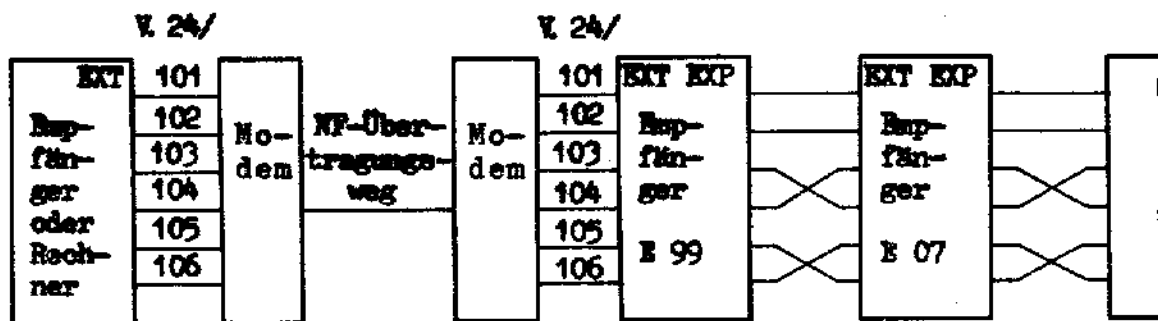 V. 24/
V. 24/
EXT
Emp-
fän-
ger
oder
Rech-
ner
101
102
103
104
105
106
Mo-
dem
NF-Über-
tragungs-
weg
Mo-
dem
101
102
103
104
105
106
EXT EXP
Emp-
fän-
ger
E 99
EXT EXP
Emp-
fän-
ger
E 07